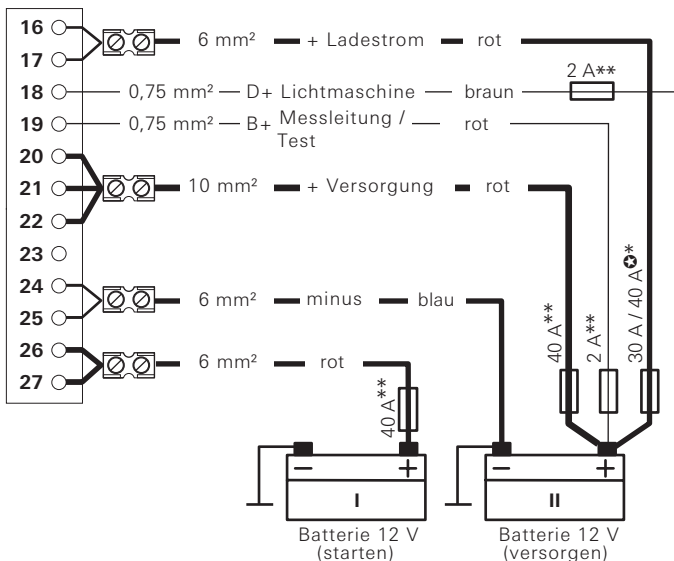 16
17
6 mm² + Ladestrom rot
2 A**
18 0,75 mm² D+ Lichtmaschine braun
19 0,75 mm² B+ Messleitung / rot
Test
20
21 10 mm² + Versorgung rot
22
23
24
25
6 mm² minus blau
26
27
6 mm² rot
40 A**
40 A**
2 A**
30 A / 40 A✪*
− +
I
Batterie 12 V
(starten)
− +
II
Batterie 12 V
(versorgen)